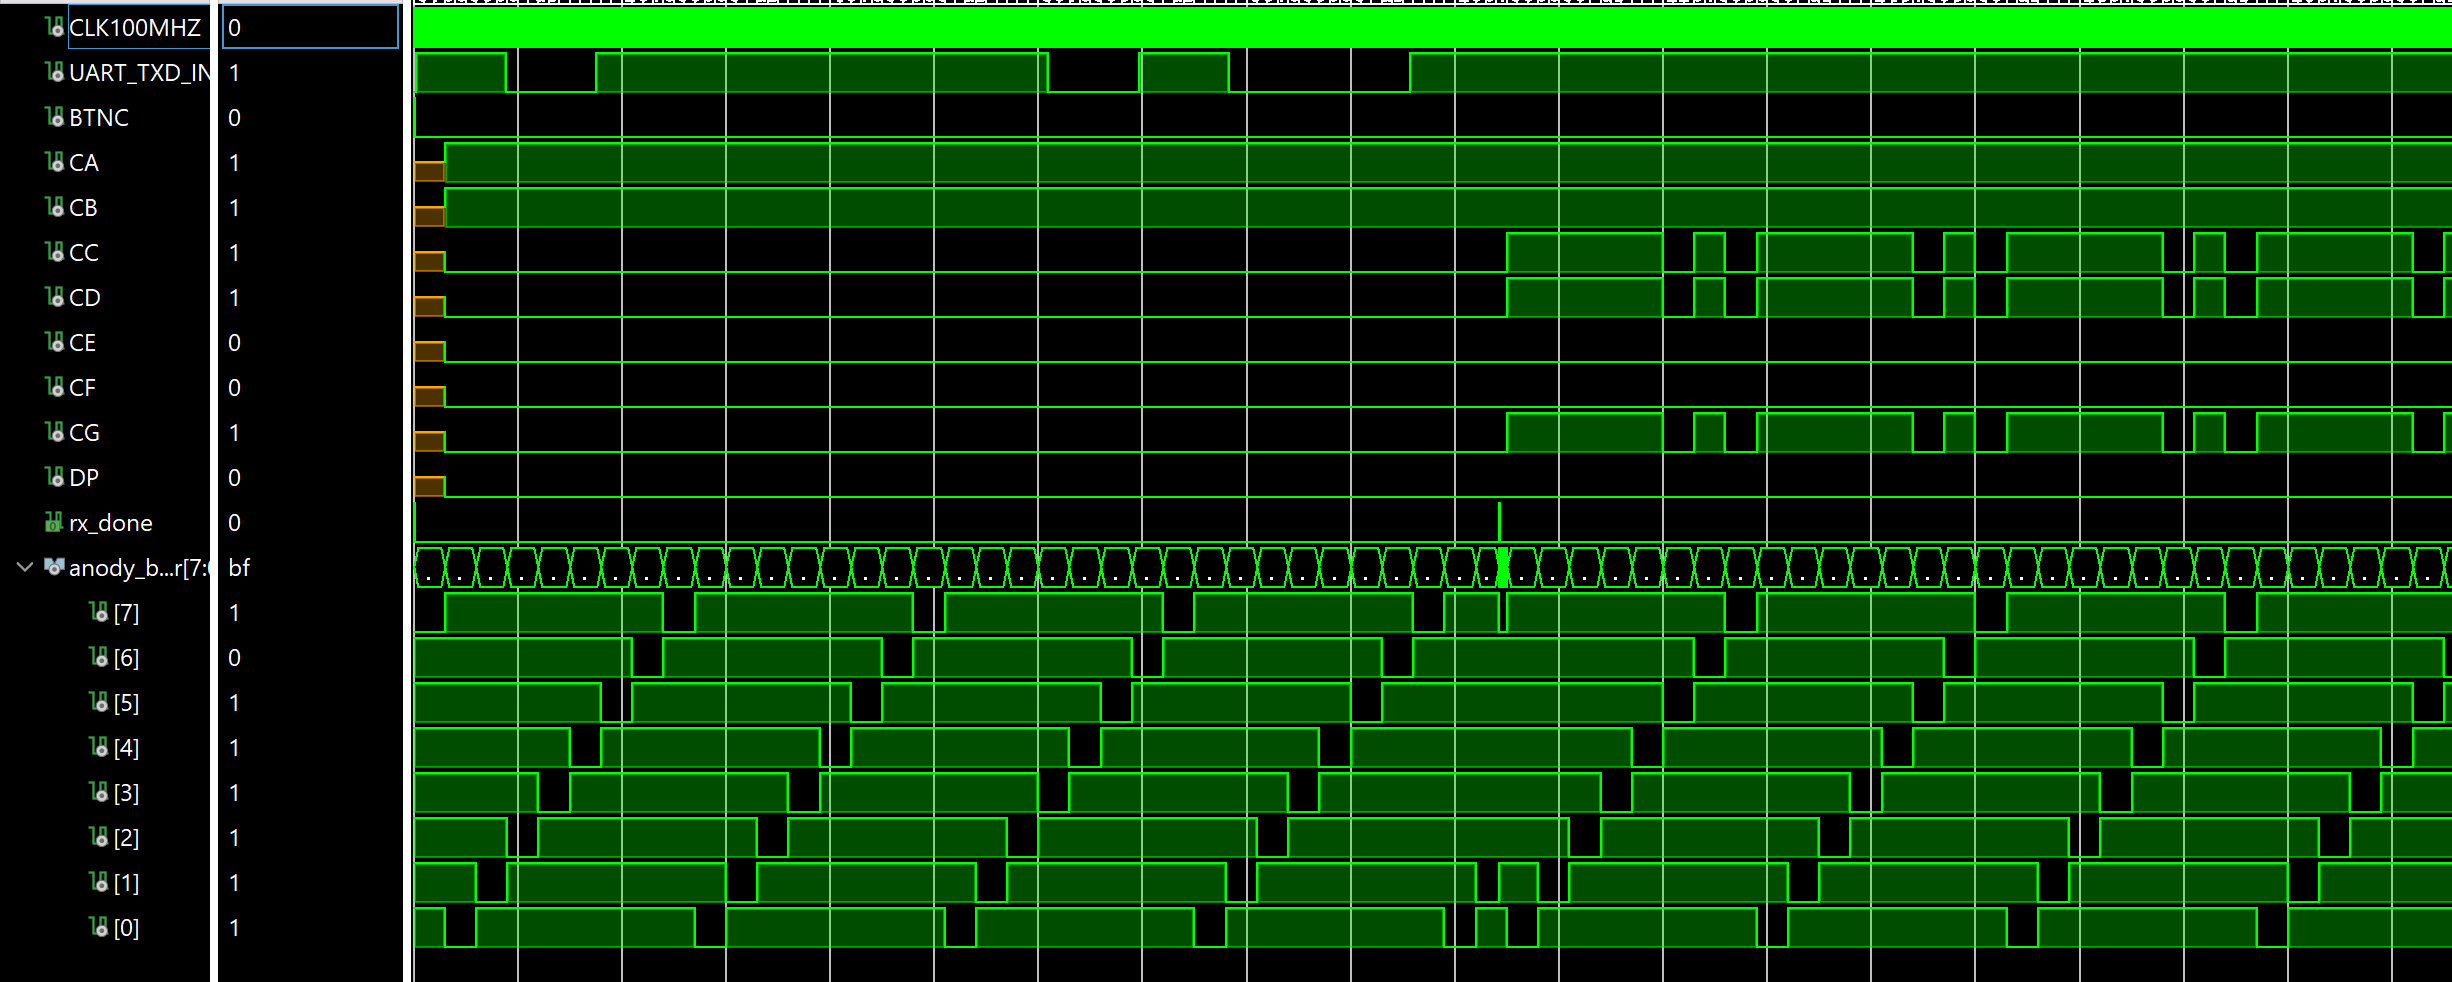 CLK100MHZ 0
UART_TXD_IN 1
BTNC 0
CA 1
CB 1
CC 1
CD 1
CE 0
CF 0
CG 1
DP 0
rx_done 0
anody_b...r[7:0 bf
[7] 1
[6] 0
[5] 1
[4] 1
[3] 1
[2] 1
[1] 1
[0] 1